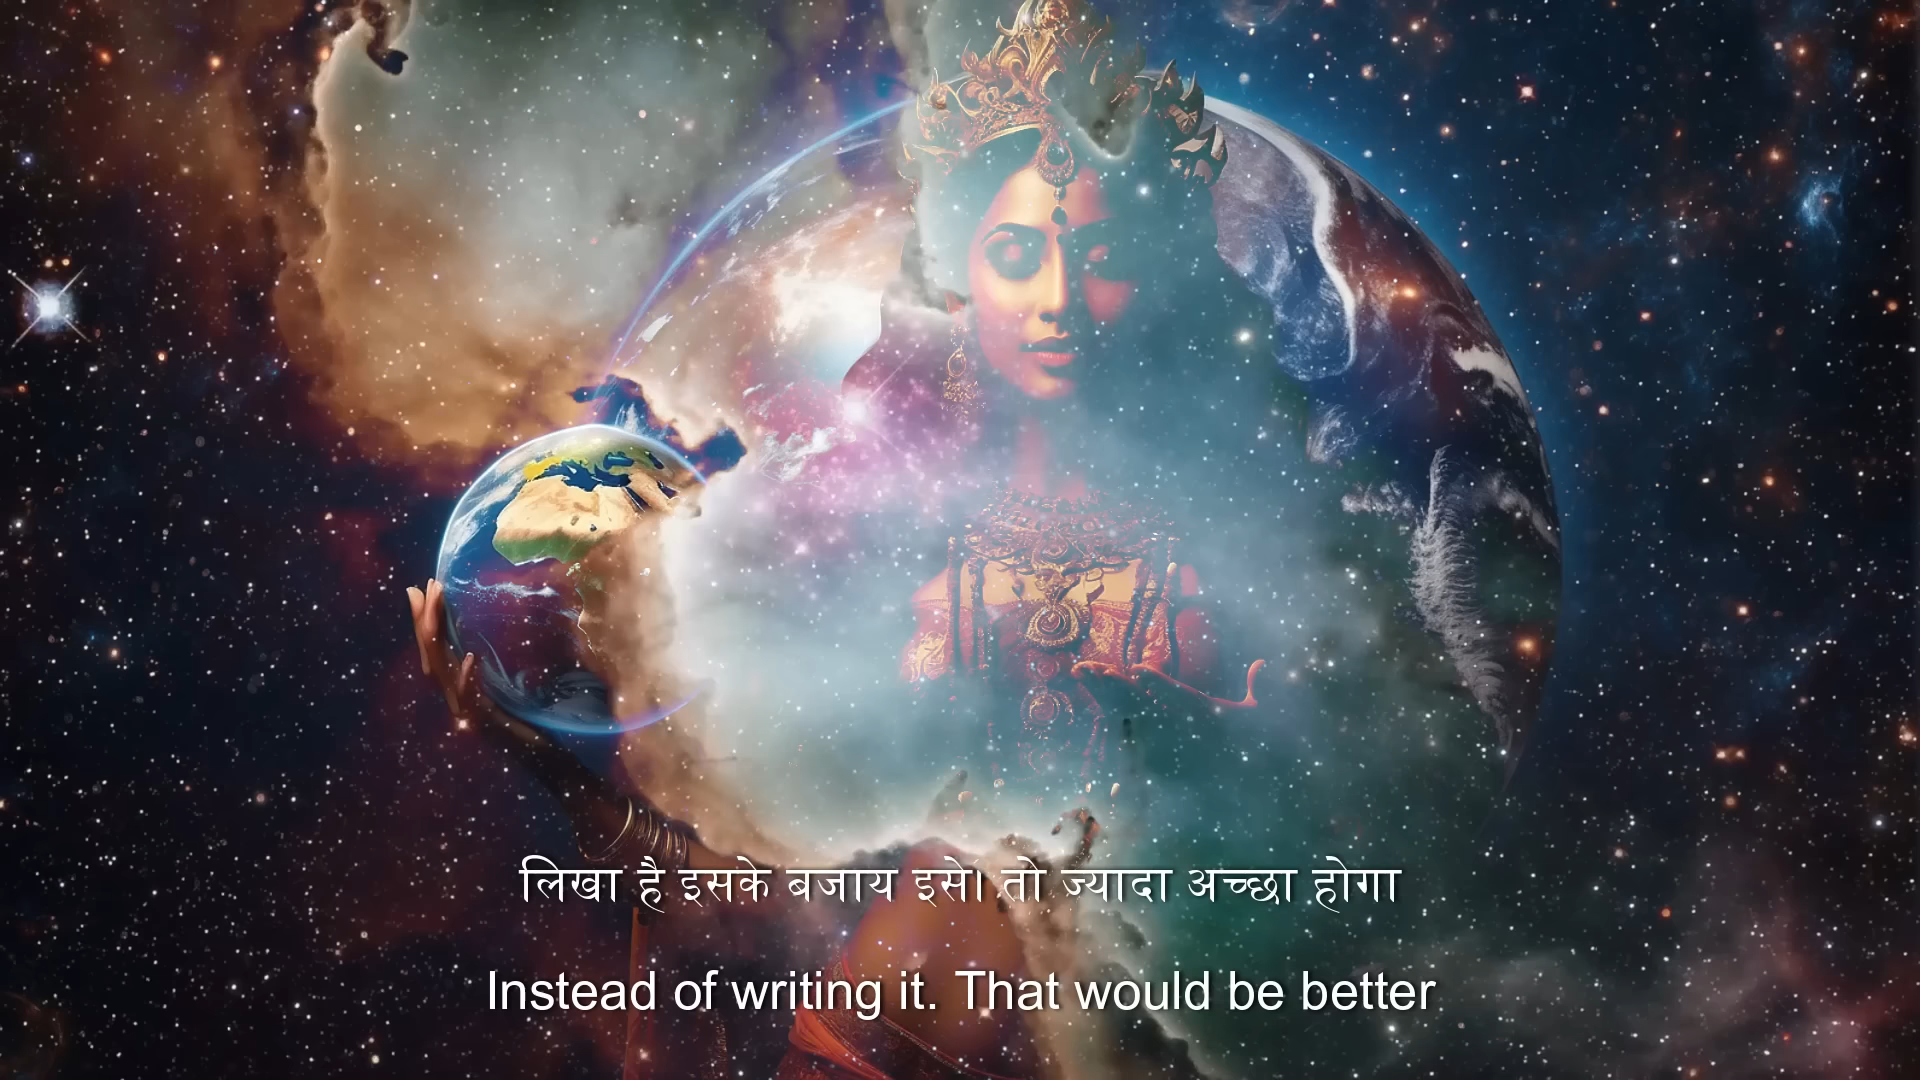 लिखा है इसके बजाय इसे। तो ज्यादा अच्छा होगा
Instead of writing it. That would be better